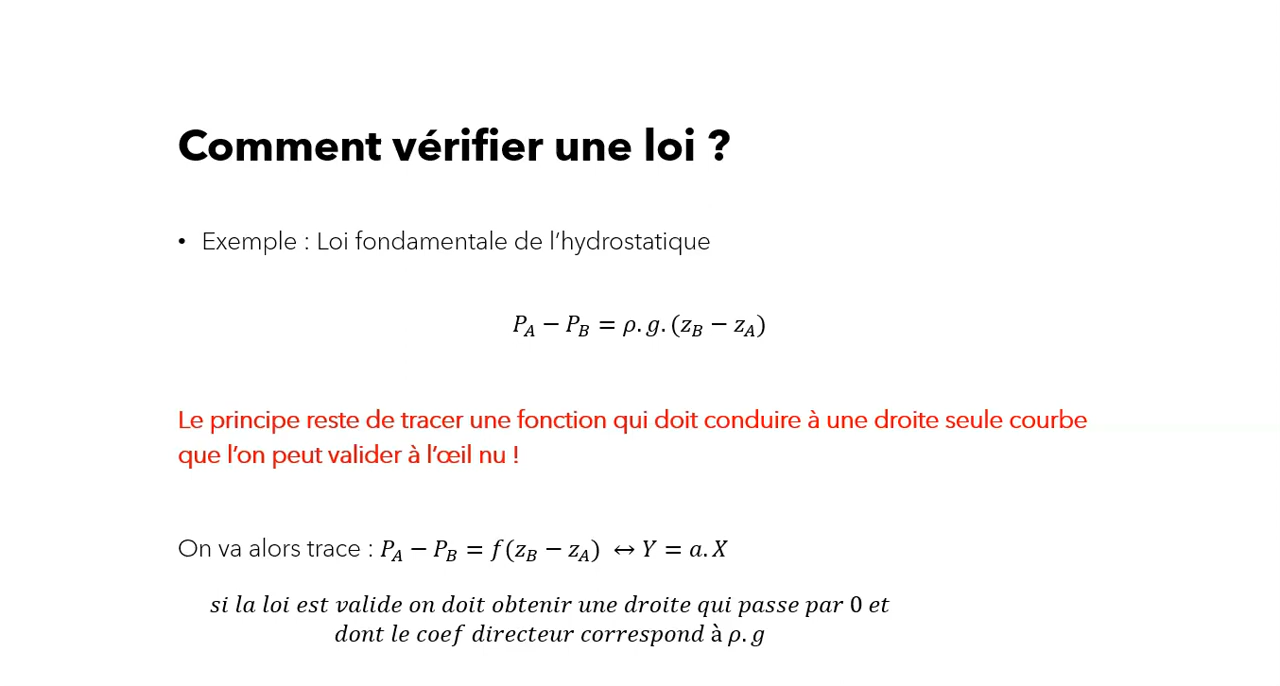 Comment vérifier une loi ?
• Exemple : Loi fondamentale de l’hydrostatique
P_A − P_B = ρ.g.(z_B − z_A)
Le principe reste de tracer une fonction qui doit conduire à une droite seule courbe
que l’on peut valider à l’œil nu !
On va alors trace : P_A − P_B = f(z_B − z_A) ↔ Y = a.X
si la loi est valide on doit obtenir une droite qui passe par 0 et
dont le coef directeur correspond à ρ.g